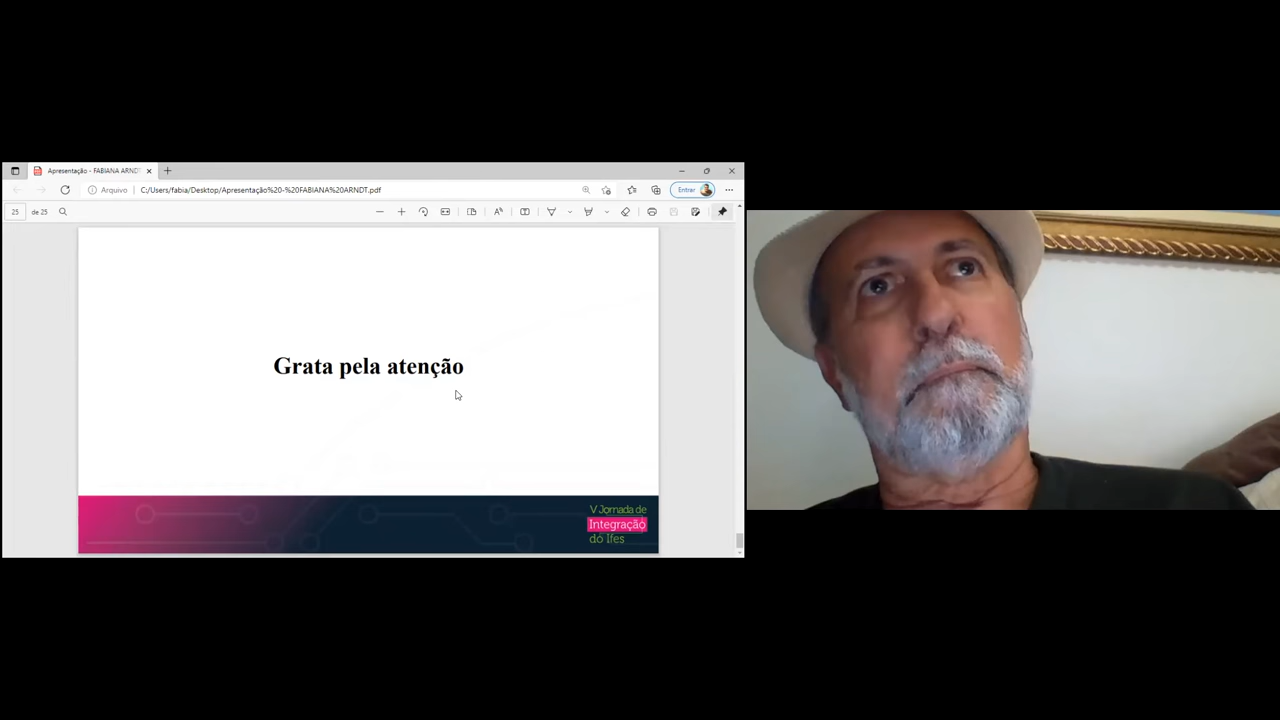 Apresentação - FABIANA ARNDT
Arquivo
C:/Users/fabia/Desktop/Apresentação%20-%20FABIANA%20ARNDT.pdf
Entrar
25
de 25
Grata pela atenção
V Jornada de
Integração
do Ifes